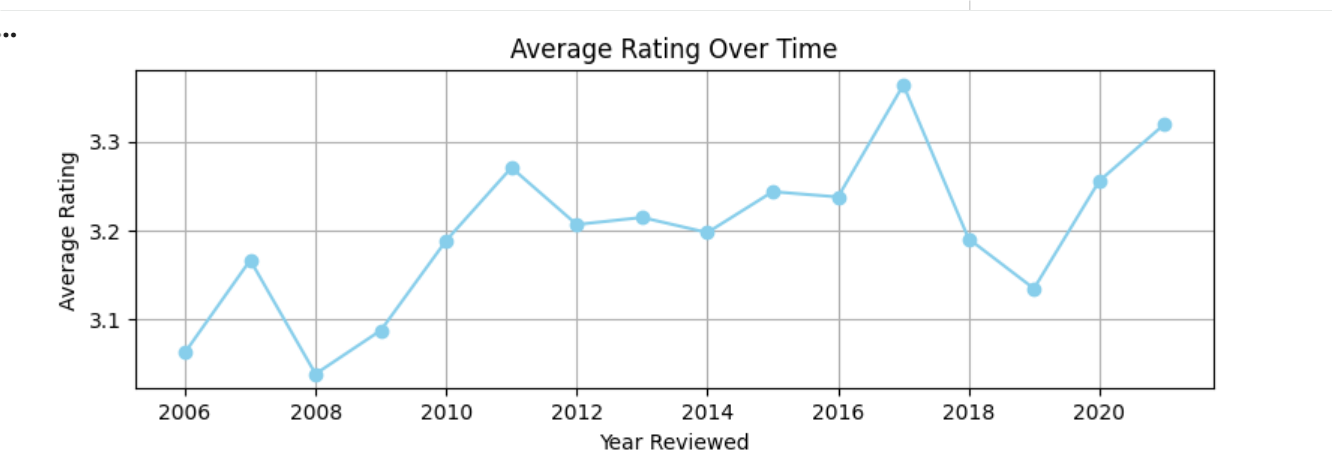 ...
Average Rating Over Time
Average Rating
3.3
3.2
3.1
2006 2008 2010 2012 2014 2016 2018 2020
Year Reviewed